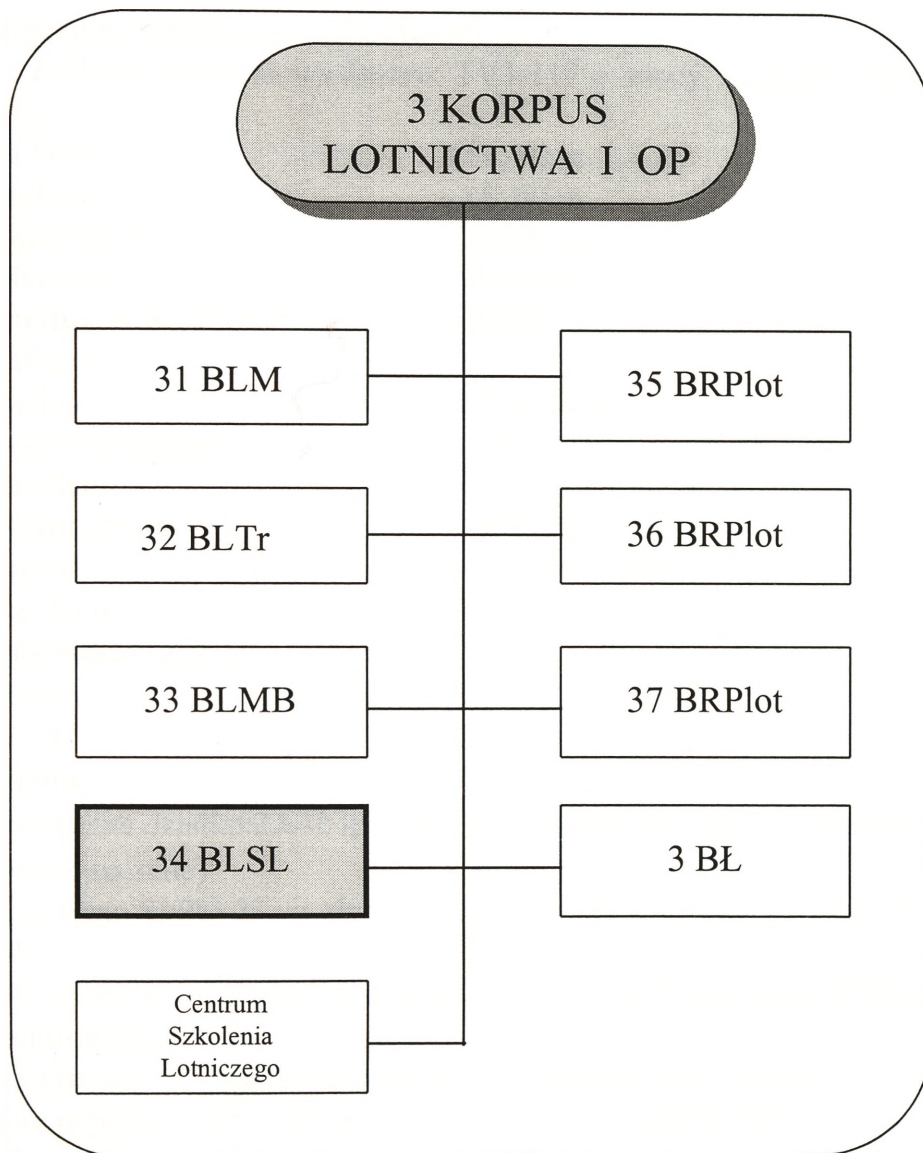 3 KORPUS
LOTNICTWA I OP
31 BLM
35 BRPlot
32 BLTr
36 BRPlot
33 BLMB
37 BRPlot
34 BLSL
3 BŁ
Centrum
Szkolenia
Lotniczego